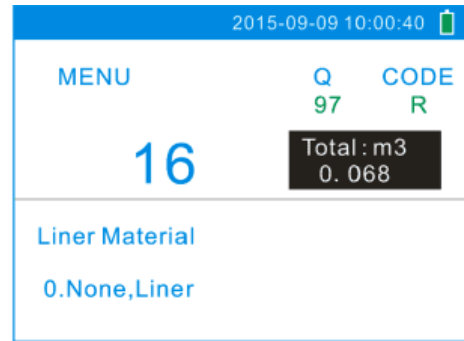 2015-09-09 10:00:40
MENU Q CODE
97 R
16
Total: m3
0. 068
Liner Material
0.None,Liner